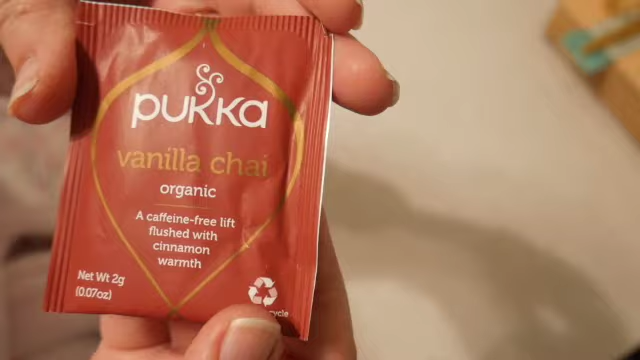 pukka
vanilla chai
organic
A caffeine-free lift
flushed with
cinnamon
warmth
Net Wt 2g
(0.07oz)